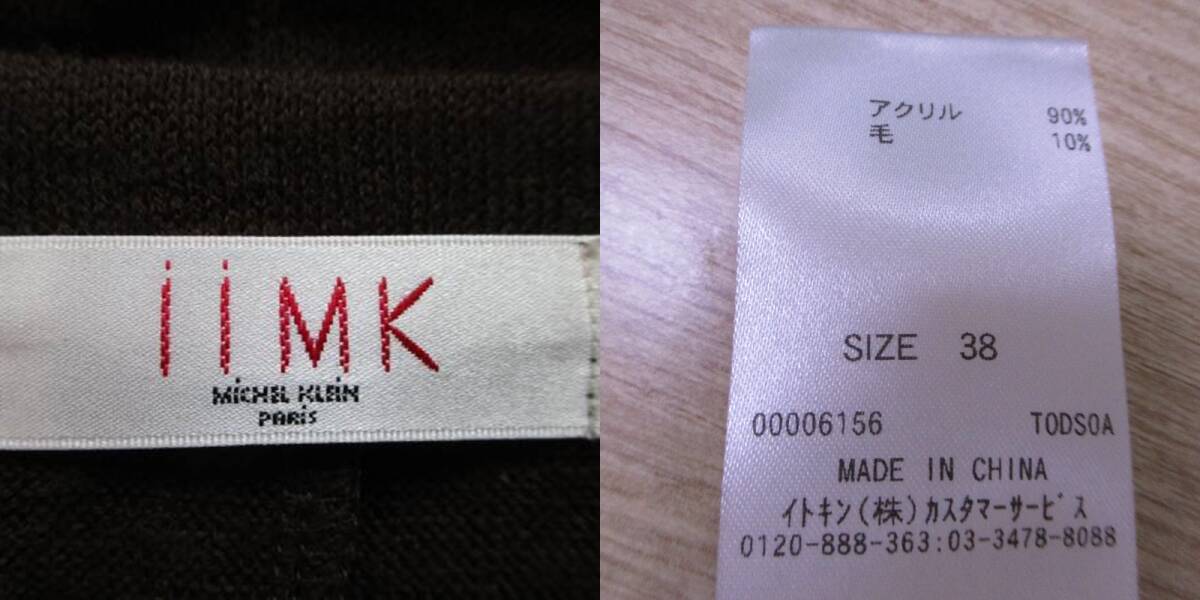 iiMK
MiCHEL KLEiN
PARiS
アクリル 90%
毛 10%
SIZE 38
00006156 TODS0A
MADE IN CHINA
イトキン(株)カスタマーサービス
0120-888-363:03-3478-8088